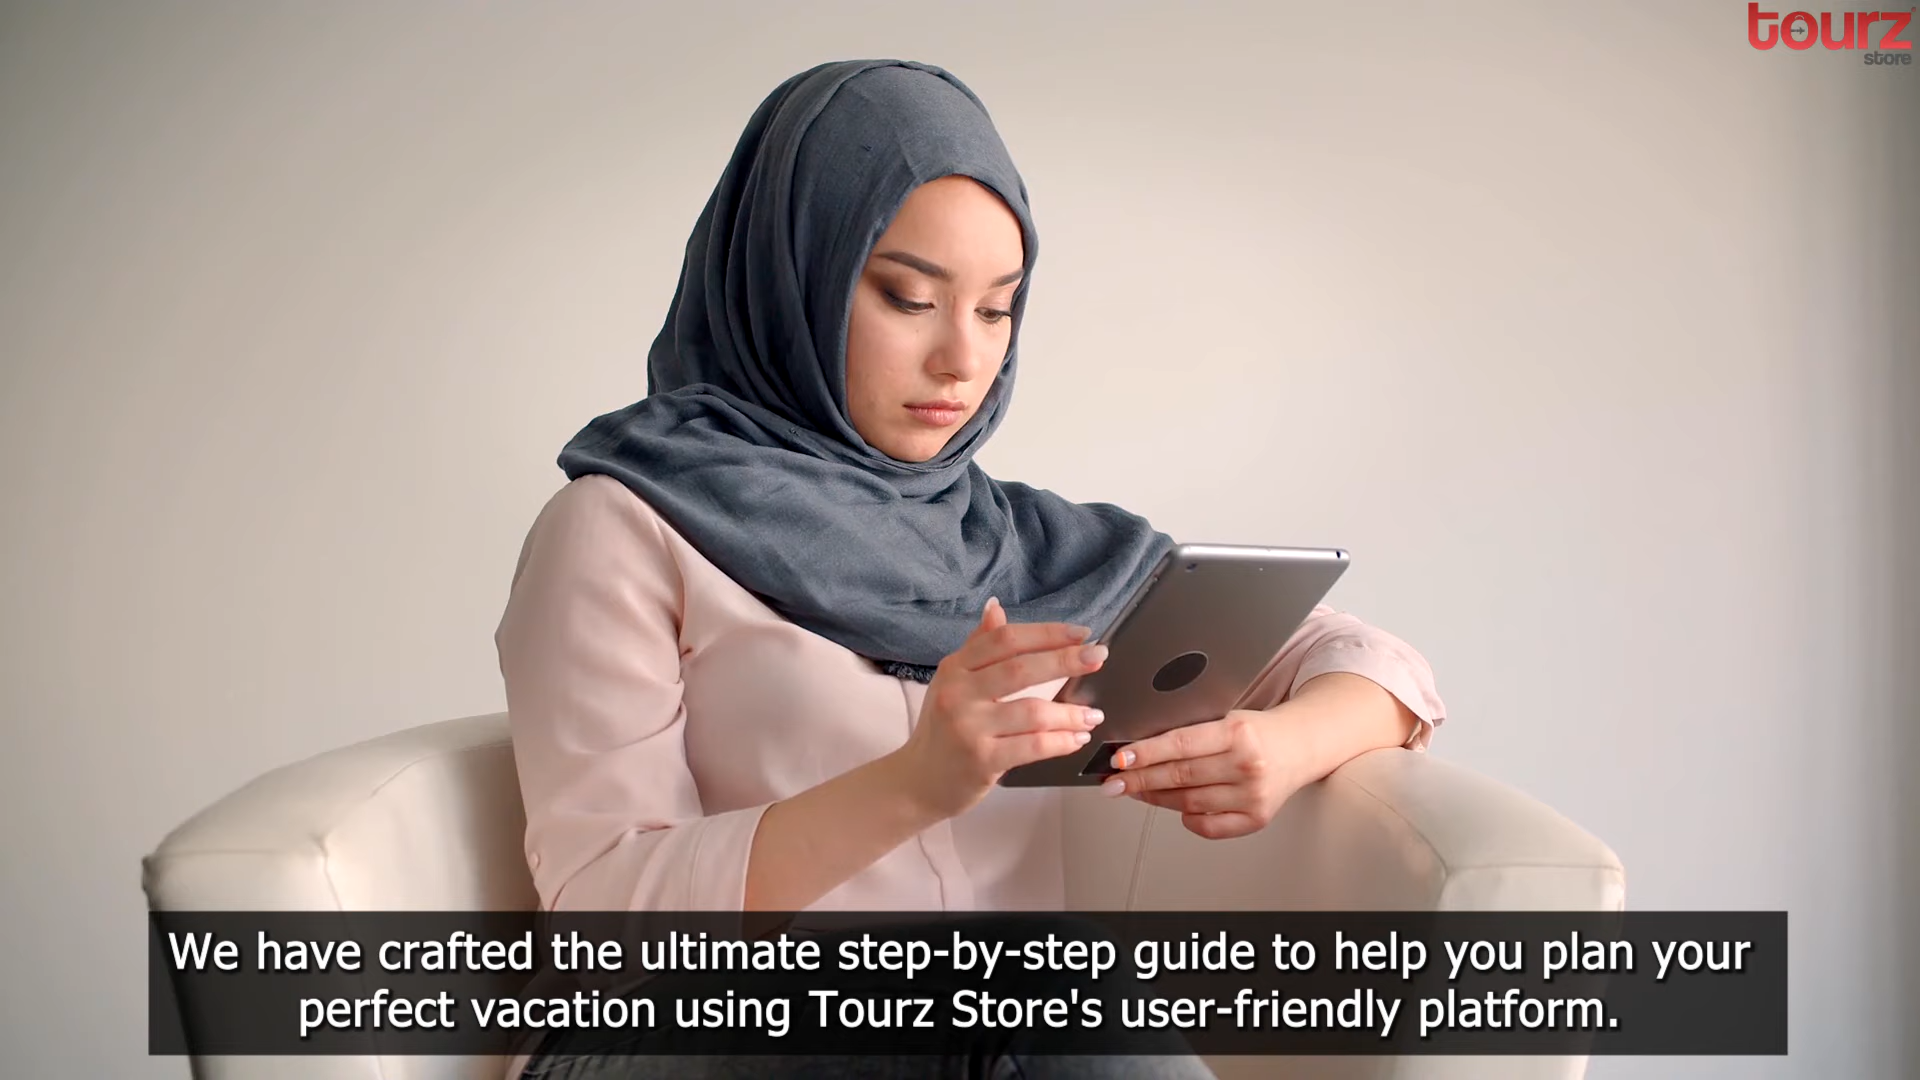 tourz
store
We have crafted the ultimate step-by-step guide to help you plan your
perfect vacation using Tourz Store's user-friendly platform.